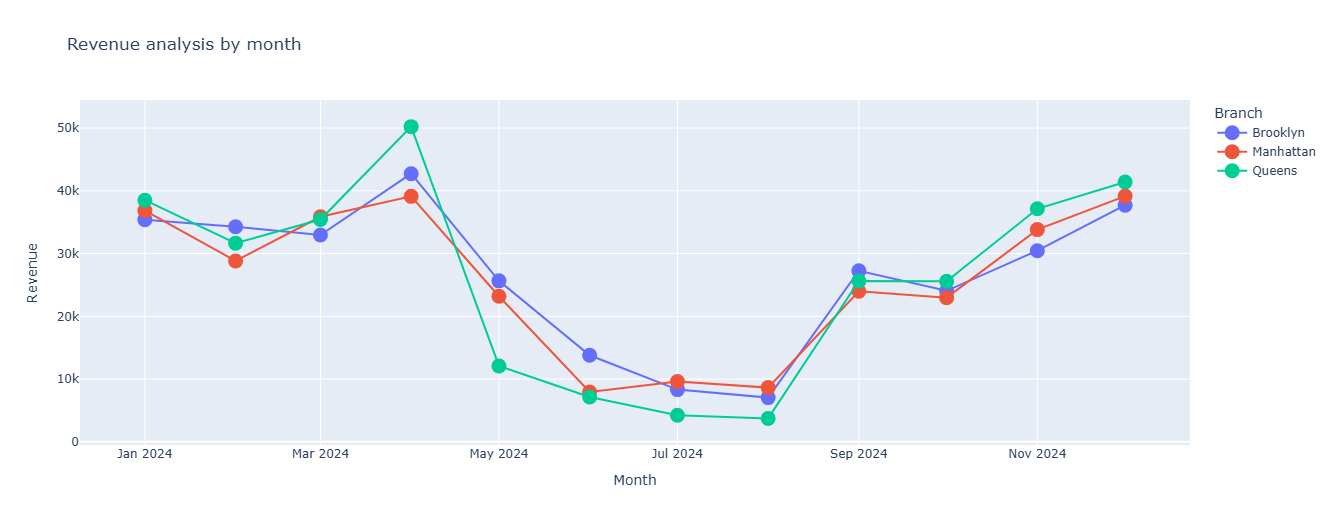 Revenue analysis by month
Branch
Brooklyn
Manhattan
Queens
Revenue
50k
40k
30k
20k
10k
0
Jan 2024 Mar 2024 May 2024 Jul 2024 Sep 2024 Nov 2024
Month